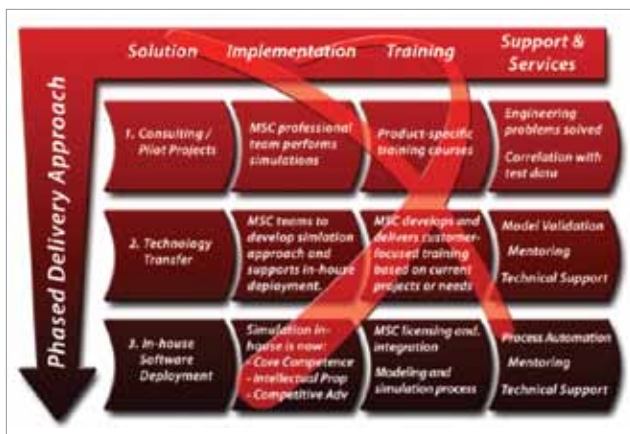 Solution
Implementation
Training
Support &
Services
Phased Delivery Approach
1. Consulting /
Pilot Projects
MSC professional
team performs
simulations
Product-specific
training courses
Engineering
problems solved
Correlation with
test data
2. Technology
Transfer
MSC teams to
develop simlation
approach and
supports in-house
deployment.
MSC develops and
delivers customer-
focused training
based on current
projects or needs
Model Validation
Mentoring
Technical Support
3. In-house
Software
Deployment
Simulation in-
house is now:
- Core Competence
- Intellectual Prop
- Competitive Adv
MSC licensing and
integration
Modeling and
simulation process
Process Automation
Mentoring
Technical Support